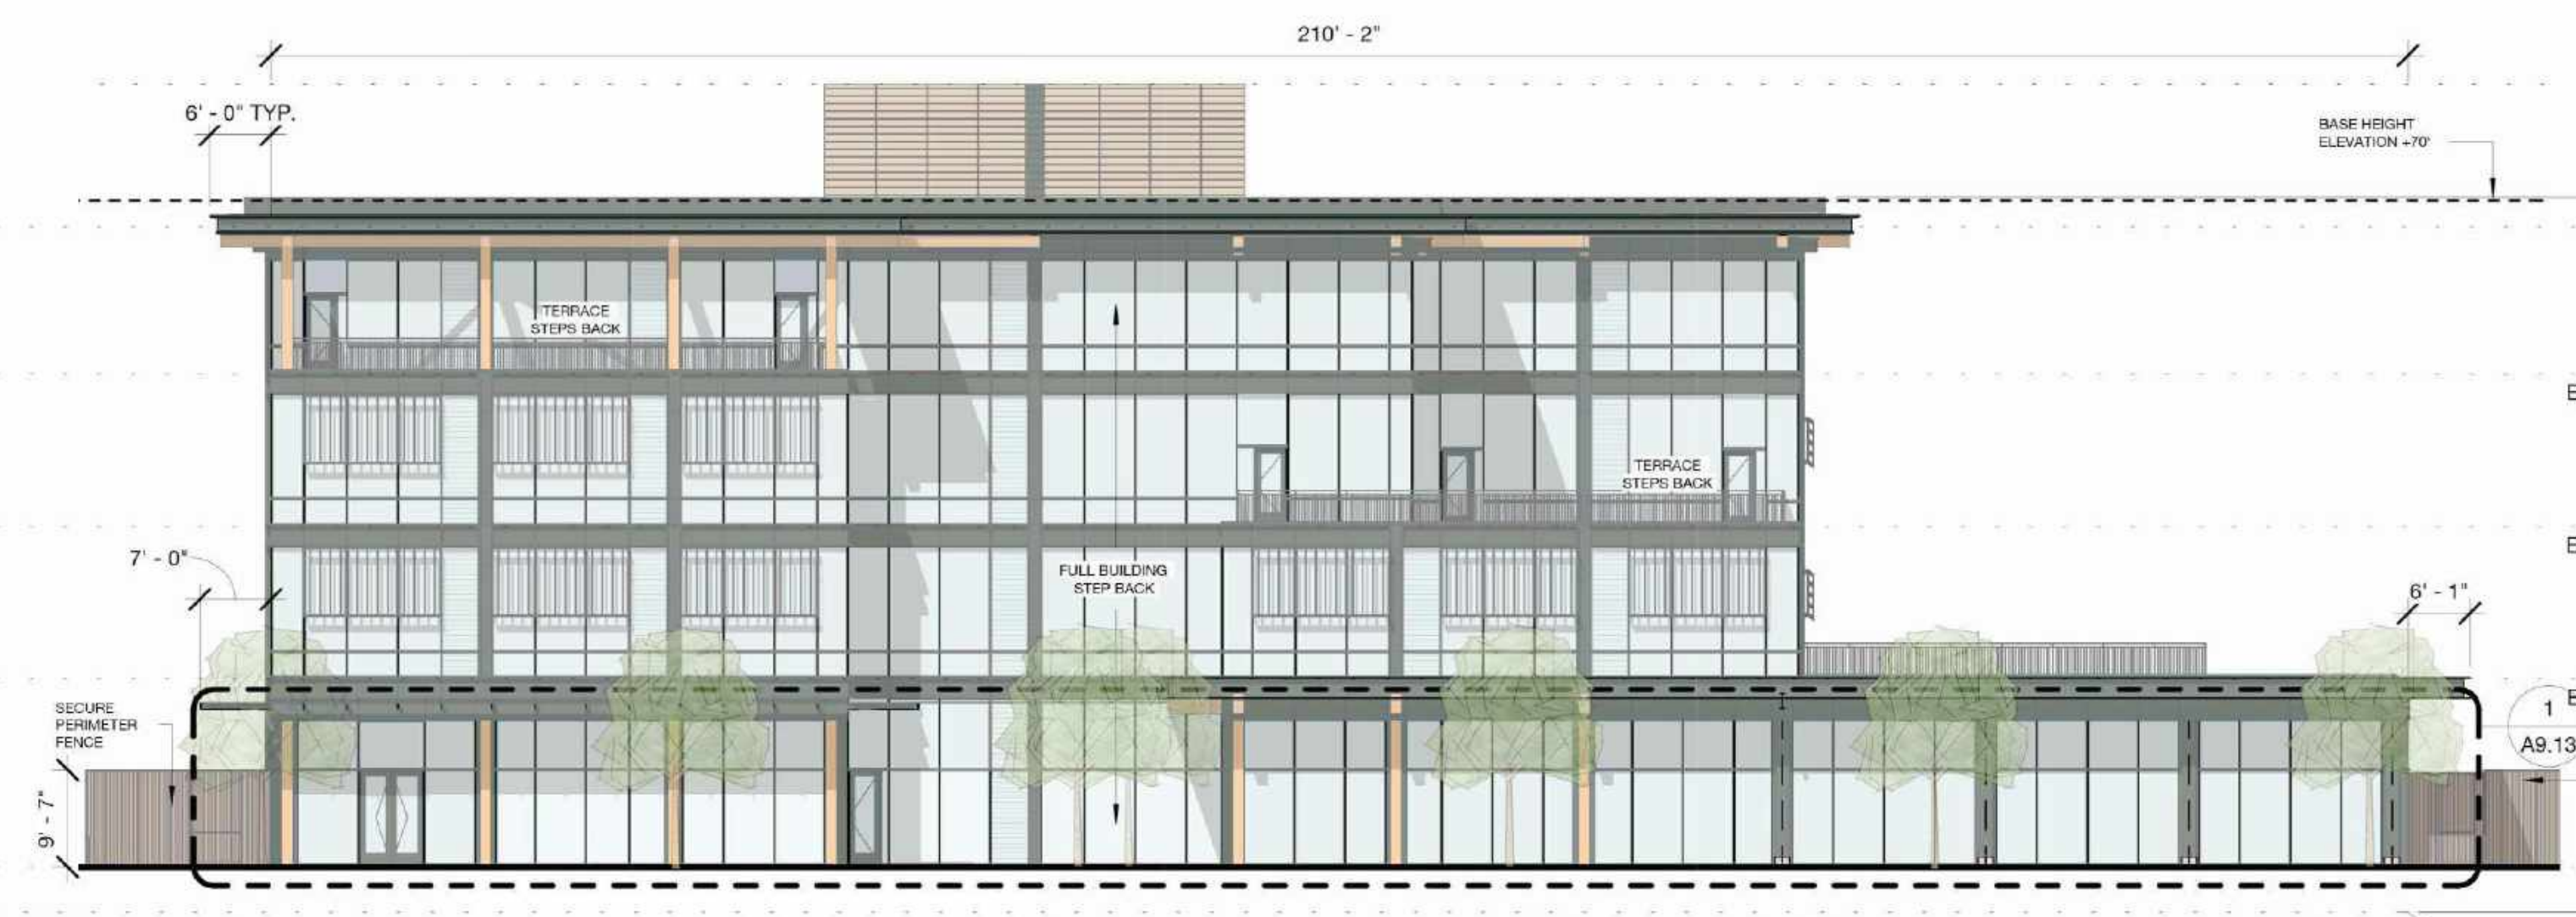 210' - 2"
6' - 0" TYP.
BASE HEIGHT
ELEVATION +70'
TERRACE
STEPS BACK
TERRACE
STEPS BACK
7' - 0"
FULL BUILDING
STEP BACK
6' - 1"
SECURE
PERIMETER
FENCE
1
A9.13
9' - 7"